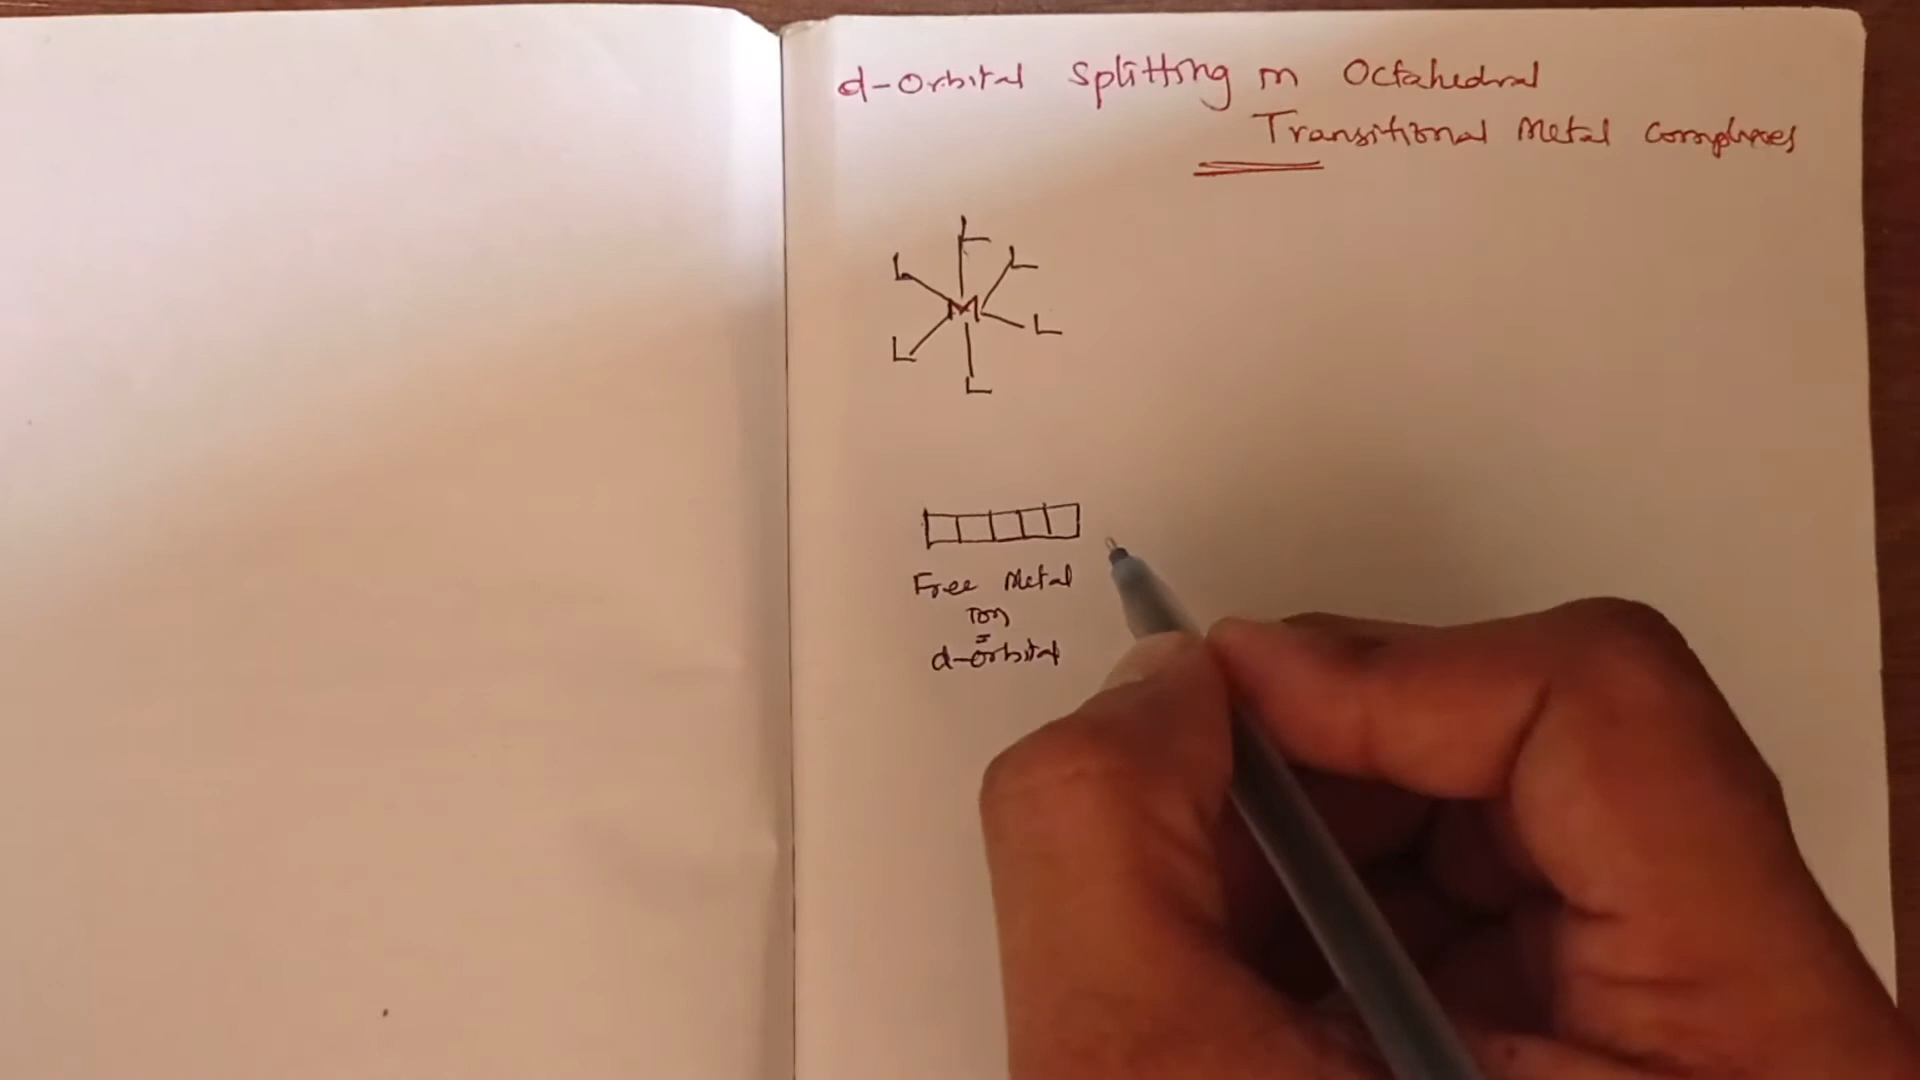 d-orbital Splitting in Octahedral
Transitional Metal Complexes
L
L
L
M
L
L
L
Free Metal
Ion
d-orbital